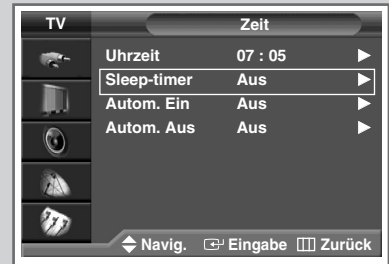 TV Zeit
Uhrzeit 07 : 05
Sleep-timer Aus
Autom. Ein Aus
Autom. Aus Aus
Navig. Eingabe Zurück